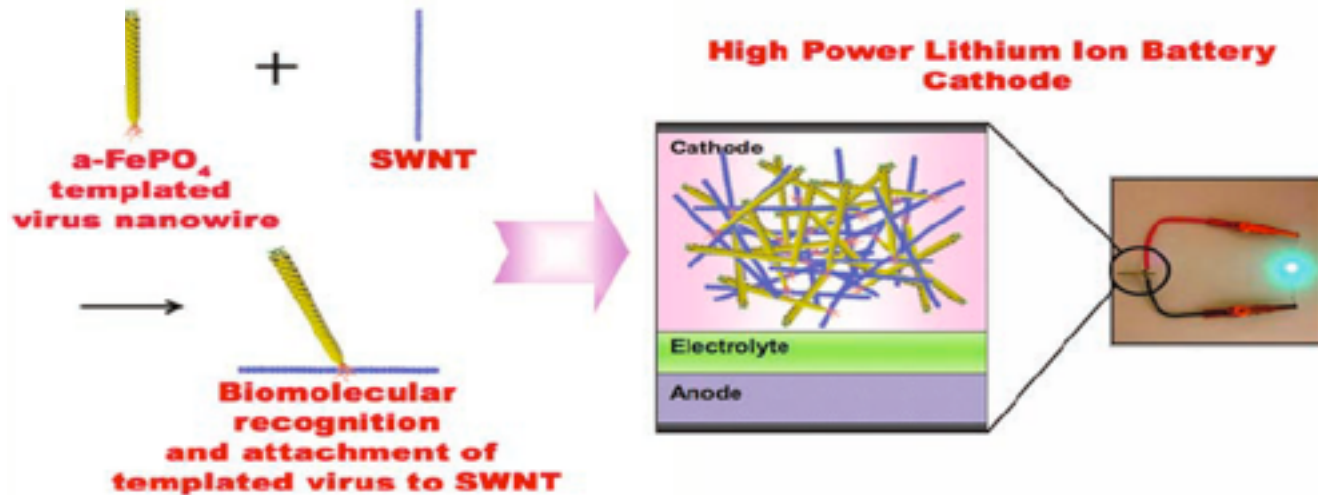 a-FePO₄
templated
virus nanowire
+
SWNT
Biomolecular
recognition
and attachment of
templated virus to SWNT
High Power Lithium Ion Battery
Cathode
Cathode
Electrolyte
Anode